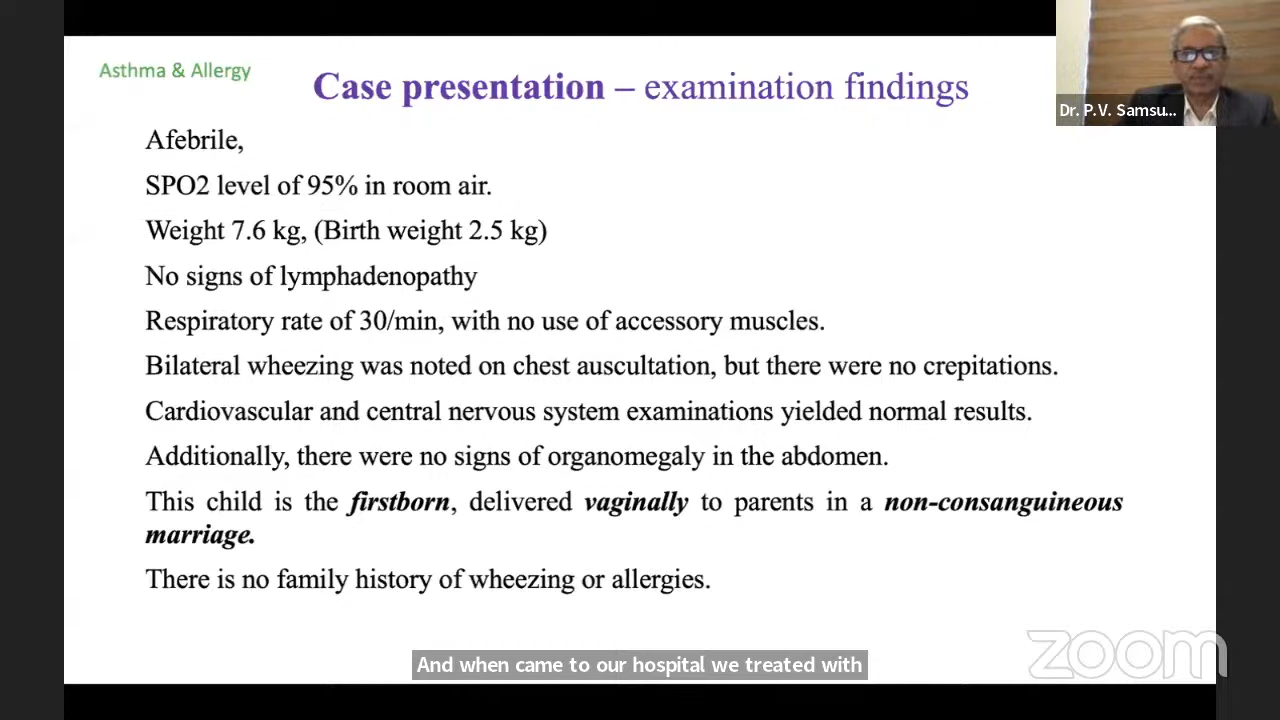 Asthma & Allergy
Case presentation – examination findings
Dr. P.V. Samsu...
Afebrile,
SPO2 level of 95% in room air.
Weight 7.6 kg, (Birth weight 2.5 kg)
No signs of lymphadenopathy
Respiratory rate of 30/min, with no use of accessory muscles.
Bilateral wheezing was noted on chest auscultation, but there were no crepitations.
Cardiovascular and central nervous system examinations yielded normal results.
Additionally, there were no signs of organomegaly in the abdomen.
This child is the firstborn, delivered vaginally to parents in a non-consanguineous
marriage.
There is no family history of wheezing or allergies.
And when came to our hospital we treated with
zoom